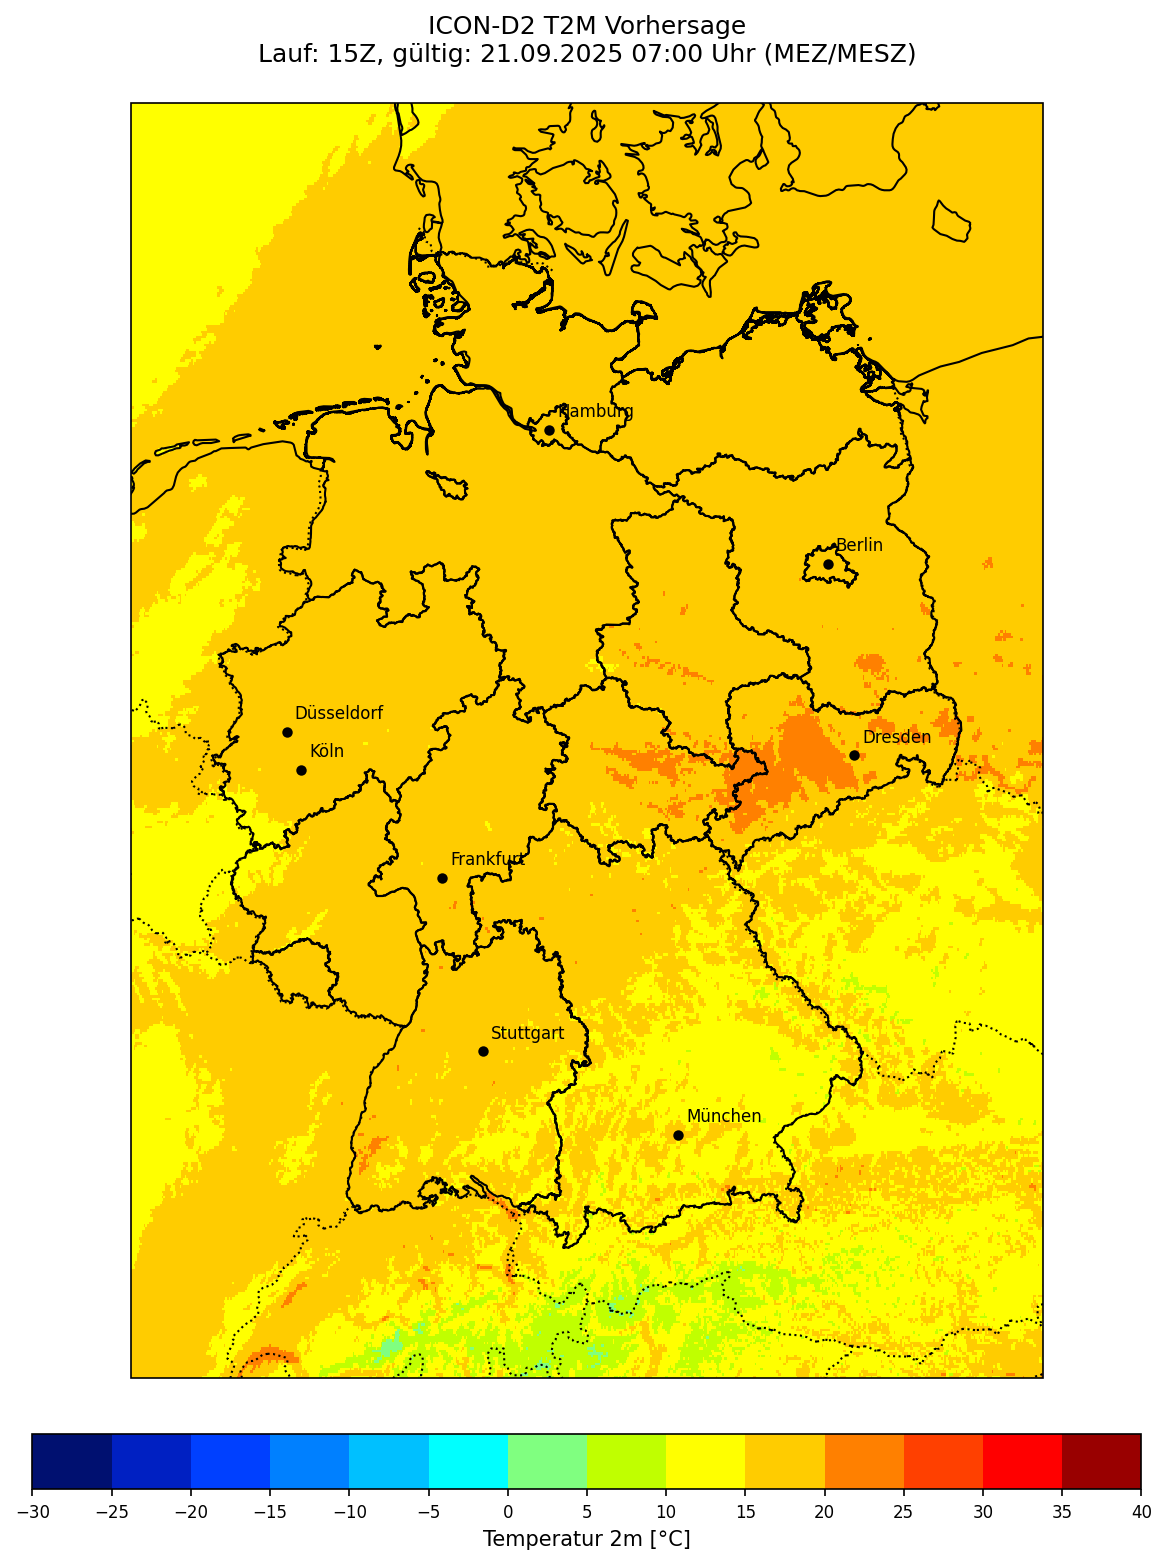 ICON-D2 T2M Vorhersage
Lauf: 15Z, gültig: 21.09.2025 07:00 Uhr (MEZ/MESZ)
Hamburg
Berlin
Düsseldorf
Köln
Dresden
Frankfurt
Stuttgart
München
−30 −25 −20 −15 −10 −5 0 5 10 15 20 25 30 35 40
Temperatur 2m [°C]